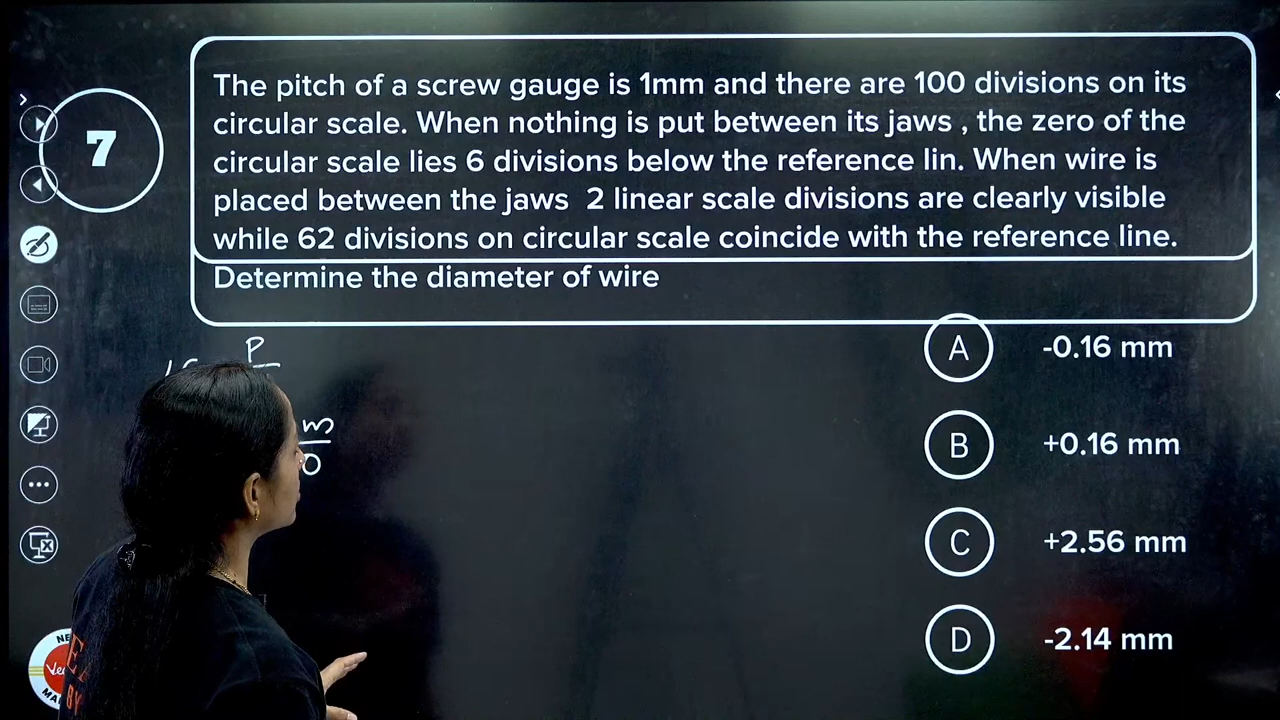 7
The pitch of a screw gauge is 1mm and there are 100 divisions on its
circular scale. When nothing is put between its jaws , the zero of the
circular scale lies 6 divisions below the reference lin. When wire is
placed between the jaws 2 linear scale divisions are clearly visible
while 62 divisions on circular scale coincide with the reference line.
Determine the diameter of wire
P
A -0.16 mm
B +0.16 mm
C +2.56 mm
D -2.14 mm